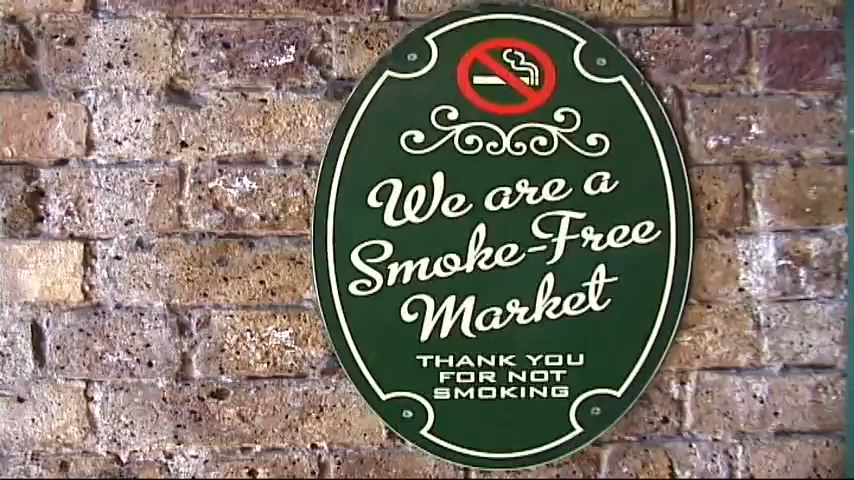 We are a
Smoke-Free
Market
THANK YOU
FOR NOT
SMOKING